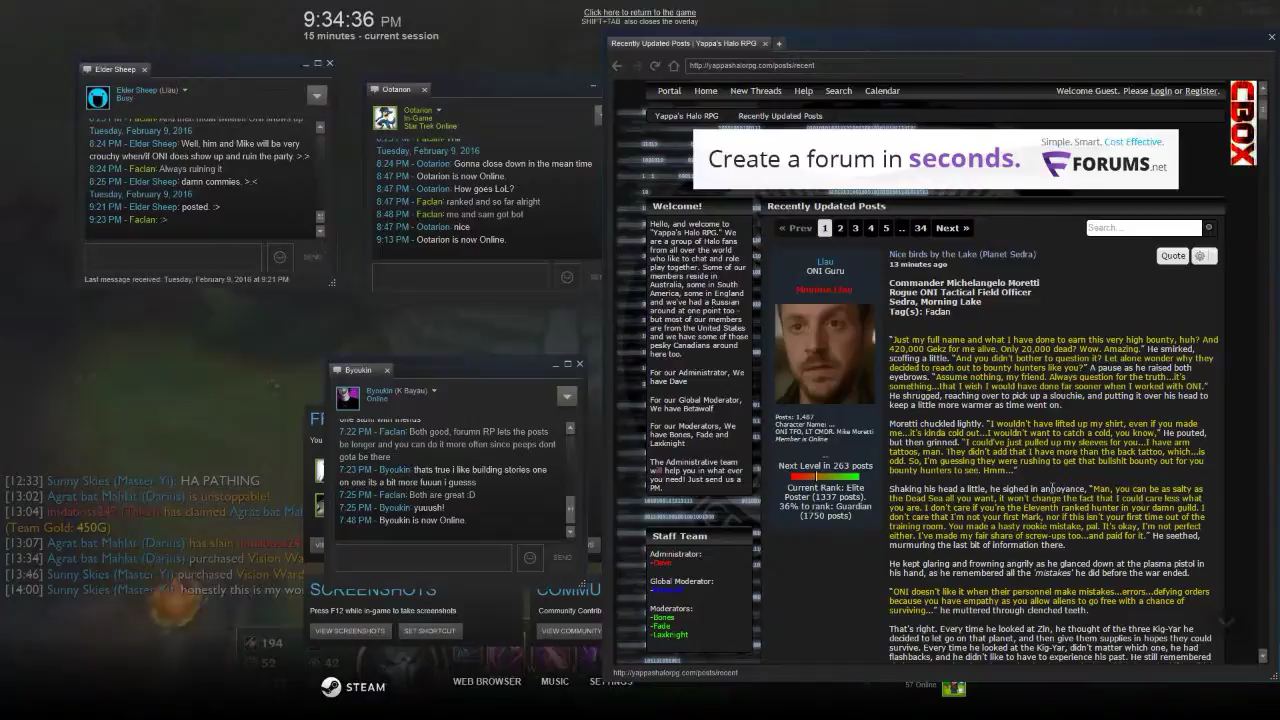 9:34:36 PM
15 minutes - current session
Click here to return to the game
SHIFT+TAB also closes the overlay
Elder Sheep
Elder Sheep (Llau)
Busy
Tuesday, February 9, 2016
8:24 PM - Elder Sheep: Well, him and Mike will be very
crouchy when/if ONI does show up and ruin the party >.>
8:24 PM - Faclan: Always ruining it
8:25 PM - Elder Sheep: damn commies. >.<
Tuesday, February 9, 2016
9:21 PM - Elder Sheep: posted. :>
9:23 PM - Faclan: :>
SEND
Last message received: Tuesday, February 9, 2016 at 9:21 PM
Ootarion
Ootarion
In-Game
Star Trek Online
Tuesday, February 9, 2016
8:24 PM - Ootarion: Gonna close down in the mean time
8:47 PM - Ootarion is now Online.
8:47 PM - Ootarion: How goes LoL?
8:47 PM - Faclan: ranked and so far alright
8:48 PM - Faclan: me and sam got bot
8:47 PM - Ootarion: nice
9:13 PM - Ootarion is now Online.
Byoukin
Byoukin (K Bayau)
Online
one saint with friends
7:22 PM - Faclan: Both good, forumn RP lets the posts
be longer and you can do it more often since peeps dont
gota be there
7:23 PM - Byoukin: thats true i like building stories one
on one its a bit more fuuun i guesss
7:25 PM - Faclan: Both are great :D
7:25 PM - Byoukin: yuuush!
7:48 PM - Byoukin is now Online.
SEND
[12:33] Sunny Skies (Master Yi): HA PATHING
[13:02] Agrat bat Mahlat (Darius) is unstoppable!
(Team Gold: 450G)
[13:07] Agrat bat Mahlat (Darius) has slain
[13:34] Agrat bat Mahlat (Darius) purchased Vision Ward
[13:46] Sunny Skies (Master Yi) purchased Vision Ward
[14:00] Sunny Skies (Master Yi): honestly this is my wo
194
52
42
SCREENSHOTS
Press F12 while in-game to take screenshots
VIEW SCREENSHOTS
SET SHORTCUT
COMMU
Community Contribu
VIEW COMMUNITY
STEAM
WEB BROWSER
MUSIC
SETTINGS
57 Online
Recently Updated Posts | Yappa's Halo RPG
http://yappashalorpg.com/posts/recent
Portal Home New Threads Help Search Calendar
Welcome Guest. Please Login or Register.
CBOX
Yappa's Halo RPG Recently Updated Posts
Create a forum in seconds.
Simple. Smart. Cost Effective.
FORUMS.net
Welcome!
Hello, and welcome to
"Yappa's Halo RPG." We
are a group of Halo fans
from all over the world
who like to chat and role
play together. Some of our
members reside in
Australia, some in South
America, some in England
and we've had a Russian
around at one point too -
but most of our members
are from the United States
and we have some of those
pesky Canadians around
here too.
For our Administrator, We
have Dave
For our Global Moderator,
We have Betawolf
For our Moderators, We
have Bones, Fade and
Laxknight
The Administrative team
will help you in what ever
you need! Just send us a
PM.
Staff Team
Administrator:
-Dave
Global Moderator:
Moderators:
-Bones
-Fade
-Laxknight
Recently Updated Posts
« Prev 1 2 3 4 5 .. 34 Next »
Search...
Llau
ONI Guru
Posts: 1,487
Character Name: ...
ONI TFO, LT CMDR. Mike Moretti
Member is Online
...
Next Level in 263 posts
Current Rank: Elite
Poster (1337 posts).
36% to rank: Guardian
(1750 posts)
Nice birds by the Lake (Planet Sedra)
13 minutes ago
Quote
Commander Michelangelo Moretti
Rogue ONI Tactical Field Officer
Sedra, Morning Lake
Tag(s): Faclan
"Just my full name and what I have done to earn this very high bounty, huh? And
420,000 Gekz for me alive. Only 20,000 dead? Wow. Amazing." He smirked,
scoffing a little. "And you didn't bother to question it? Let alone wonder why they
decided to reach out to bounty hunters like you?" A pause as he raised both
eyebrows. "Assume nothing, my friend. Always question for the truth...it's
something...that I wish I would have done far sooner when I worked with ONI."
He shrugged, reaching over to pick up a slouchie, and putting it over his head to
keep a little more warmer as time went on.
Moretti chuckled lightly. "I wouldn't have lifted up my shirt, even if you made
me...it's kinda cold out...I wouldn't want to catch a cold, you know," He pouted,
but then grinned. "I could've just pulled up my sleeves for you...I have arm
tattoos, man. They didn't add that I have more than the back tattoo, which...is
odd. So, I'm guessing they were rushing to get that bullshit bounty out for you
bounty hunters to see. Hmm..."
Shaking his head a little, he sighed in annoyance, "Man, you can be as salty as
the Dead Sea all you want, it won't change the fact that I could care less what
you are. I don't care if you're the Eleventh ranked hunter in your damn guild. I
don't care that I'm not your first Mark, nor if this isn't your first time out of the
training room. You made a hasty rookie mistake, pal. It's okay, I'm not perfect
either. I've made my fair share of screw-ups too...and paid for it." He seethed,
murmuring the last bit of information there.
He kept glaring and frowning angrily as he glanced down at the plasma pistol in
his hand, as he remembered all the 'mistakes' he did before the war ended.
"ONI doesn't like it when their personnel make mistakes...errors...defying orders
because you have empathy as you allow aliens to go free with a chance of
surviving..." he muttered through clenched teeth.
That's right. Every time he looked at Zin, he thought of the three Kig-Yar he
decided to let go on that planet, and then give them supplies in hopes they could
survive. Every time he looked at the Kig-Yar, didn't matter which one, he had
flashbacks, and he didn't like to have to experience his past. He still remembered
http://yappashalorpg.com/posts/recent